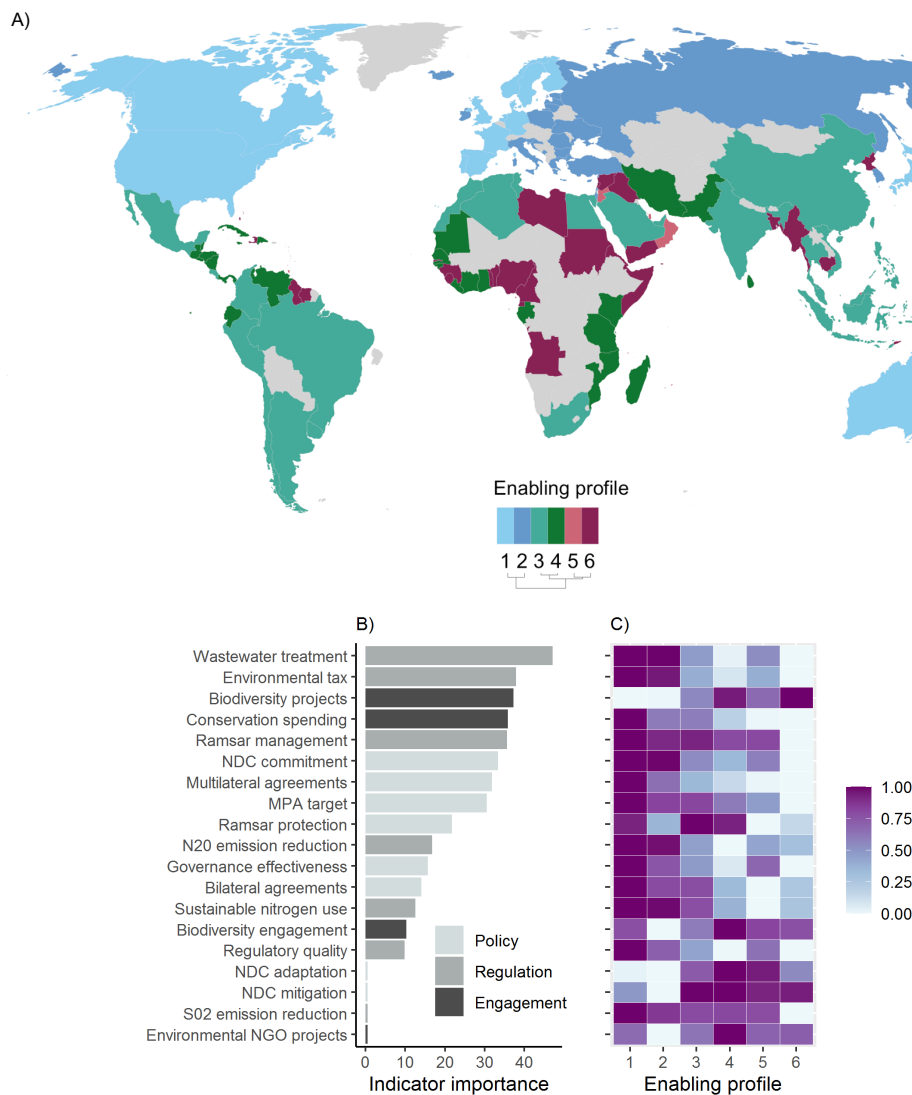 A)
Enabling profile
1 2 3 4 5 6
B)
C)
Wastewater treatment
Environmental tax
Biodiversity projects
Conservation spending
Ramsar management
NDC commitment
Multilateral agreements
MPA target
Ramsar protection
N20 emission reduction
Governance effectiveness
Bilateral agreements
Sustainable nitrogen use
Biodiversity engagement
Regulatory quality
NDC adaptation
NDC mitigation
S02 emission reduction
Environmental NGO projects
Policy
Regulation
Engagement
0 10 20 30 40
Indicator importance
1 2 3 4 5 6
Enabling profile
1.00
0.75
0.50
0.25
0.00